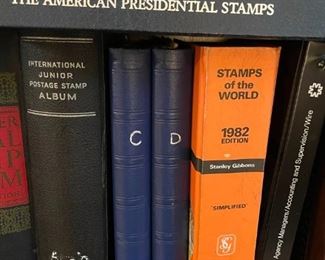 THE AMERICAN PRESIDENTIAL STAMPS
INTERNATIONAL
JUNIOR
POSTAGE STAMP
ALBUM
C
D
STAMPS
OF THE
WORLD
1982
EDITION
Stanley Gibbons
"SIMPLIFIED"
Agency Managers/Accounting and Supervision/Wire